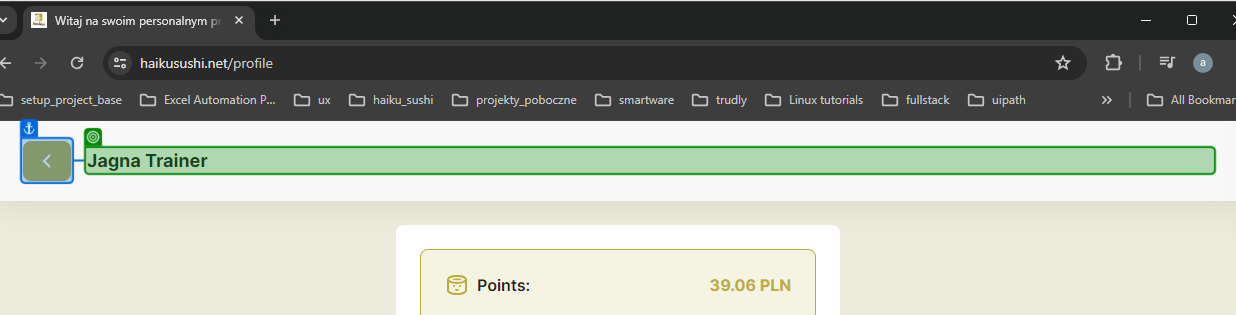 Witaj na swoim personalnym pr
haikusushi.net/profile
a
setup_project_base
Excel Automation P...
ux
haiku_sushi
projekty_poboczne
smartware
trudly
Linux tutorials
fullstack
uipath
All Bookmar
Jagna Trainer
Points:
39.06 PLN